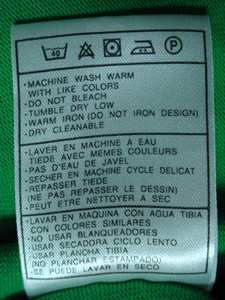 40
P
·MACHINE WASH WARM
WITH LIKE COLORS
·DO NOT BLEACH
·TUMBLE DRY LOW
·WARM IRON (DO NOT IRON DESIGN)
·DRY CLEANABLE
·LAVER EN MACHINE A EAU
TIEDE AVEC MEMES COULEURS
·PAS D'EAU DE JAVEL
·SECHER EN MACHINE CYCLE DELICAT
·REPASSER TIEDE
(NE PAS REPASSER LE DESSIN)
·PEUT ÊTRE NETTOYER A SEC
·LAVAR EN MAQUINA CON AGUA TIBIA
CON COLORES SIMILARES
·NO USAR BLANQUEADORES
·USAR SECADORA CICLO LENTO
·USAR PLANCHA TIBIA
(NO PLANCHAR ESTAMPADO)
·SE PUEDE LAVAR EN SECO